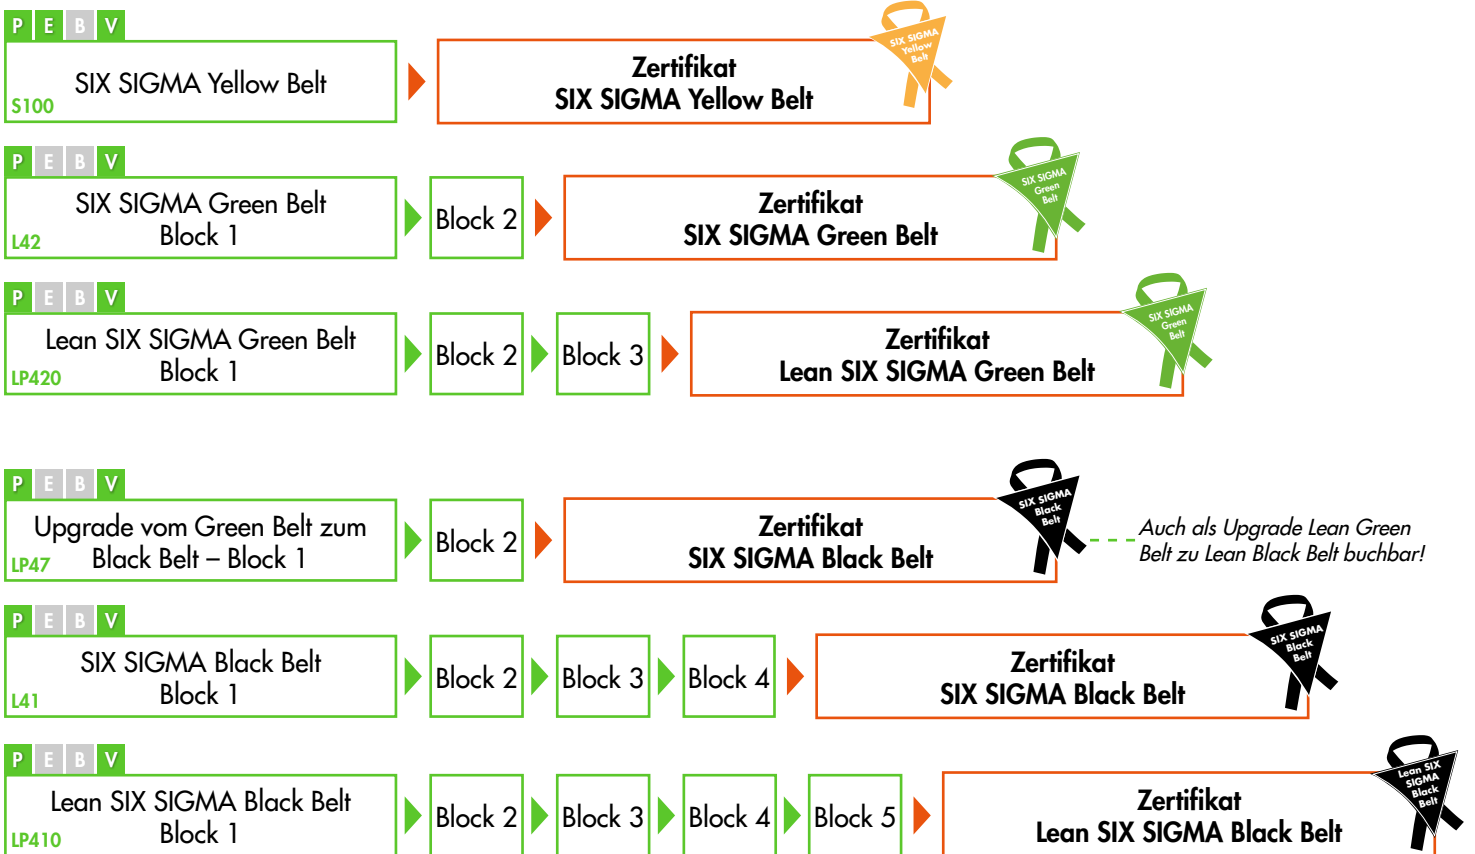 P E B V
SIX SIGMA Yellow Belt
S100
Zertifikat
SIX SIGMA Yellow Belt
SIX SIGMA
Yellow
Belt
P E B V
SIX SIGMA Green Belt
Block 1
L42
Block 2
Zertifikat
SIX SIGMA Green Belt
SIX SIGMA
Green
Belt
P E B V
Lean SIX SIGMA Green Belt
Block 1
LP420
Block 2
Block 3
Zertifikat
Lean SIX SIGMA Green Belt
SIX SIGMA
Green
Belt
P E B V
Upgrade vom Green Belt zum
Black Belt – Block 1
LP47
Block 2
Zertifikat
SIX SIGMA Black Belt
SIX SIGMA
Black
Belt
Auch als Upgrade Lean Green
Belt zu Lean Black Belt buchbar!
P E B V
SIX SIGMA Black Belt
Block 1
L41
Block 2
Block 3
Block 4
Zertifikat
SIX SIGMA Black Belt
SIX SIGMA
Black
Belt
P E B V
Lean SIX SIGMA Black Belt
Block 1
LP410
Block 2
Block 3
Block 4
Block 5
Zertifikat
Lean SIX SIGMA Black Belt
Lean SIX
SIGMA
Black
Belt